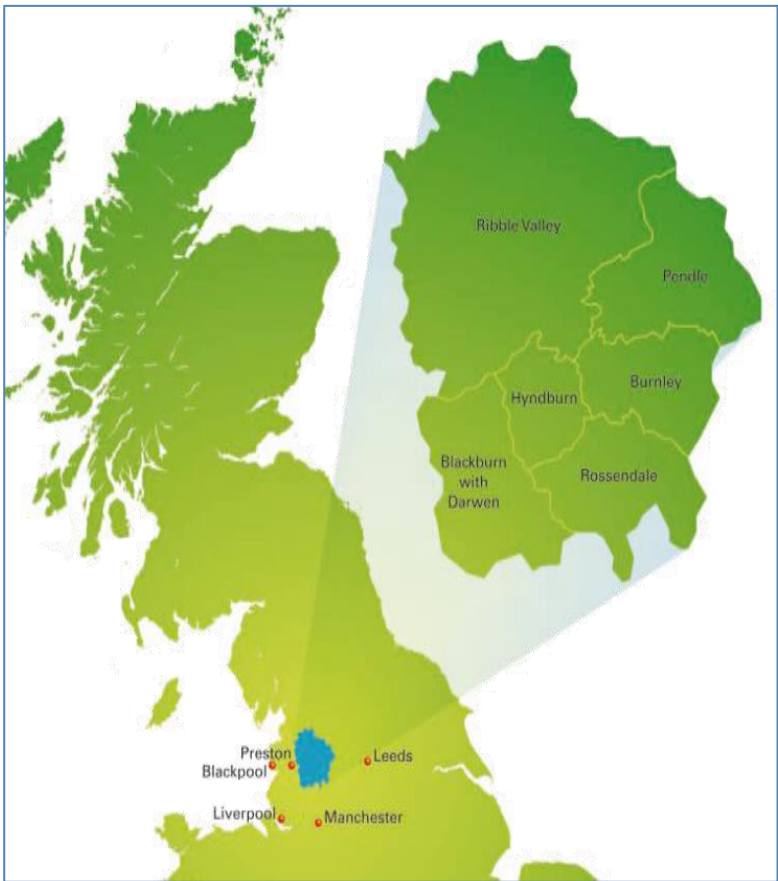 Ribble Valley
Pendle
Burnley
Hyndburn
Blackburn
with
Darwen
Rossendale
Preston
Leeds
Blackpool
Liverpool
Manchester